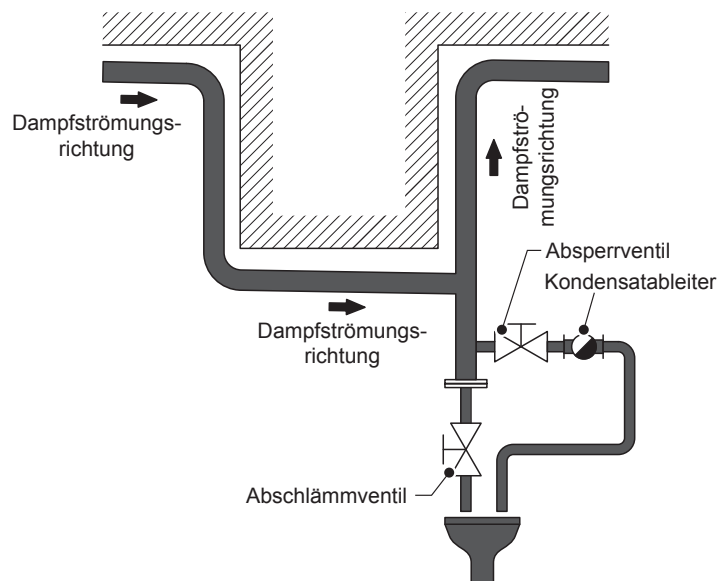 Dampfströmungs-
richtung
Dampfströ-
mungsrichtung
Absperrventil
Kondensatableiter
Dampfströmungs-
richtung
Abschlämmventil